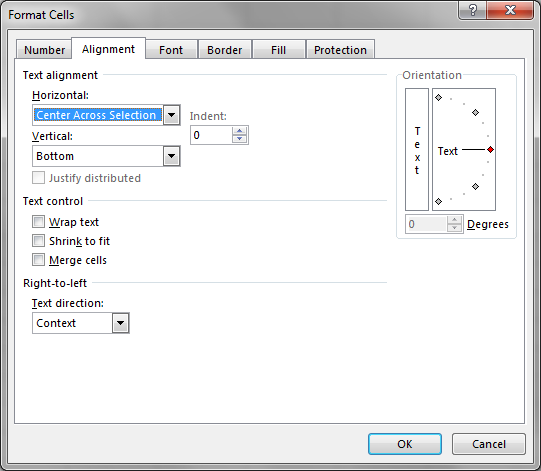 Format Cells
?
Number Alignment Font Border Fill Protection
Text alignment
Horizontal:
Center Across Selection
Indent:
0
Vertical:
Bottom
Justify distributed
Text control
Wrap text
Shrink to fit
Merge cells
Right-to-left
Text direction:
Context
Orientation
Text
Text
0 Degrees
OK Cancel